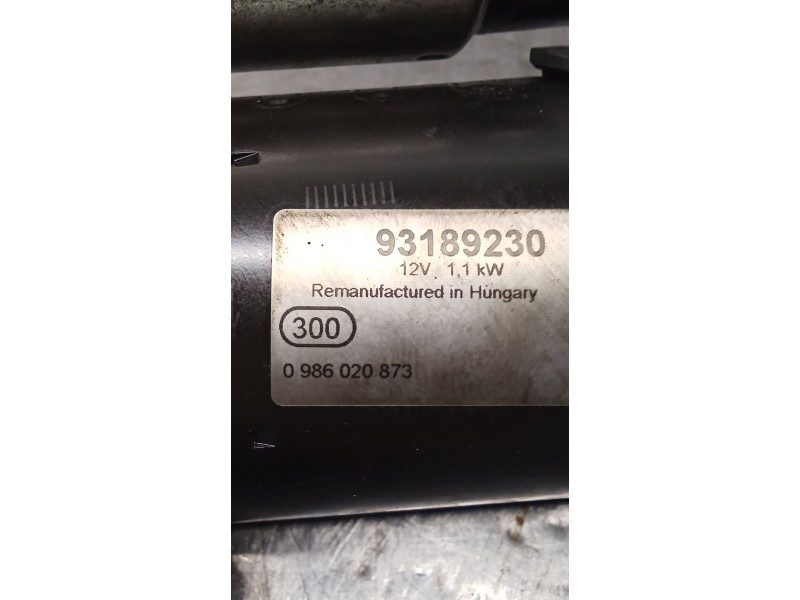 93189230
12V 1,1 kW
Remanufactured in Hungary
300
0 986 020 873